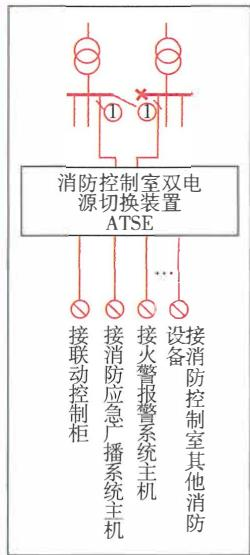 ① ①
消防控制室双电
源切换装置
ATSE
…
接联动控制柜
接消防应急广播系统主机
接火警报警系统主机
接消防控制室其他消防
设备